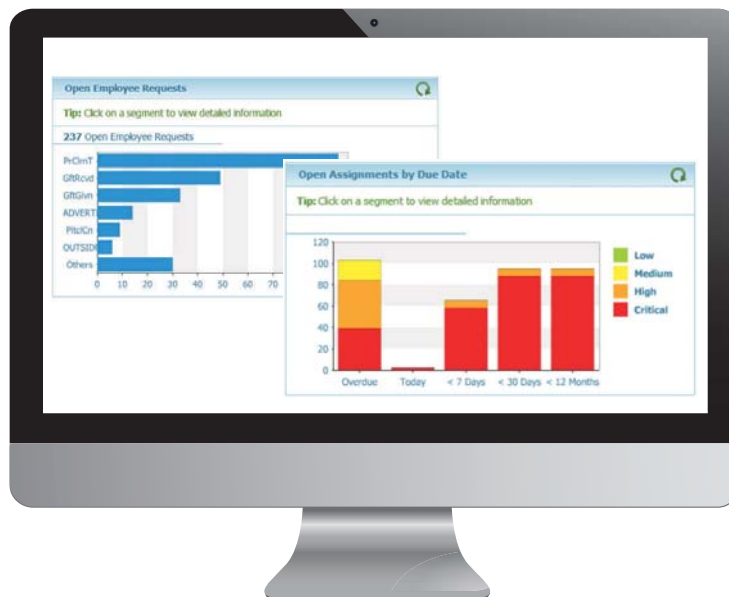 Open Employee Requests
Tip: Click on a segment to view detailed information
237 Open Employee Requests
PrClrnT
GftRcvd
GftGivn
ADVERT
PitclCn
OUTSID
Others
0 10 20 30 40 50 60 70
Open Assignments by Due Date
Tip: Click on a segment to view detailed information
120
100
80
60
40
20
0
Overdue Today < 7 Days < 30 Days < 12 Months
Low
Medium
High
Critical